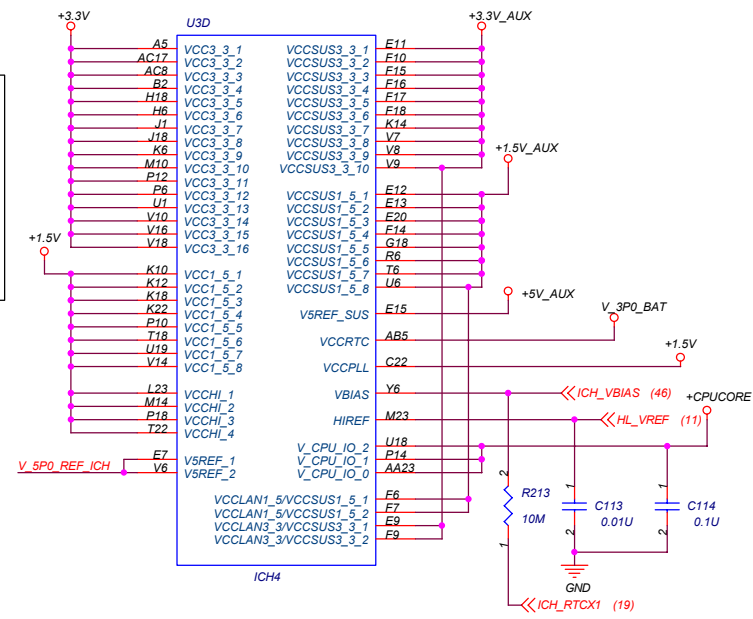 +3.3V
U3D
+3.3V_AUX
A5 VCC3_3_1
AC17 VCC3_3_2
AC8 VCC3_3_3
B2 VCC3_3_4
H18 VCC3_3_5
H6 VCC3_3_6
J1 VCC3_3_7
J18 VCC3_3_8
K6 VCC3_3_9
M10 VCC3_3_10
P12 VCC3_3_11
P6 VCC3_3_12
U1 VCC3_3_13
V10 VCC3_3_14
V16 VCC3_3_15
V18 VCC3_3_16
+1.5V
K10 VCC1_5_1
K12 VCC1_5_2
K18 VCC1_5_3
K22 VCC1_5_4
P10 VCC1_5_5
T18 VCC1_5_6
U19 VCC1_5_7
V14 VCC1_5_8
L23 VCCHI_1
M14 VCCHI_2
P18 VCCHI_3
T22 VCCHI_4
V_5P0_REF_ICH
E7 V5REF_1
V6 V5REF_2
VCCSUS3_3_1 E11
VCCSUS3_3_2 F10
VCCSUS3_3_3 F15
VCCSUS3_3_4 F16
VCCSUS3_3_5 F17
VCCSUS3_3_6 F18
VCCSUS3_3_7 K14
VCCSUS3_3_8 V7
VCCSUS3_3_9 V8
VCCSUS3_3_10 V9
+1.5V_AUX
VCCSUS1_5_1 E12
VCCSUS1_5_2 E13
VCCSUS1_5_3 E20
VCCSUS1_5_4 F14
VCCSUS1_5_5 G18
VCCSUS1_5_6 R6
VCCSUS1_5_7 T6
VCCSUS1_5_8 U6
+5V_AUX
V5REF_SUS E15
V_3P0_BAT
VCCRTC AB5
+1.5V
VCCPLL C22
VBIAS Y6
ICH_VBIAS (46)
+CPUCORE
HIREF M23
HL_VREF (11)
V_CPU_IO_2 U18
V_CPU_IO_1 P14
V_CPU_IO_0 AA23
VCCLAN1_5/VCCSUS1_5_1 F6
VCCLAN1_5/VCCSUS1_5_2 F7
VCCLAN3_3/VCCSUS3_3_1 E9
VCCLAN3_3/VCCSUS3_3_2 F9
2
R213
10M
1
1
C113
0.01U
2
1
C114
0.1U
2
GND
ICH4
ICH_RTCX1 (19)